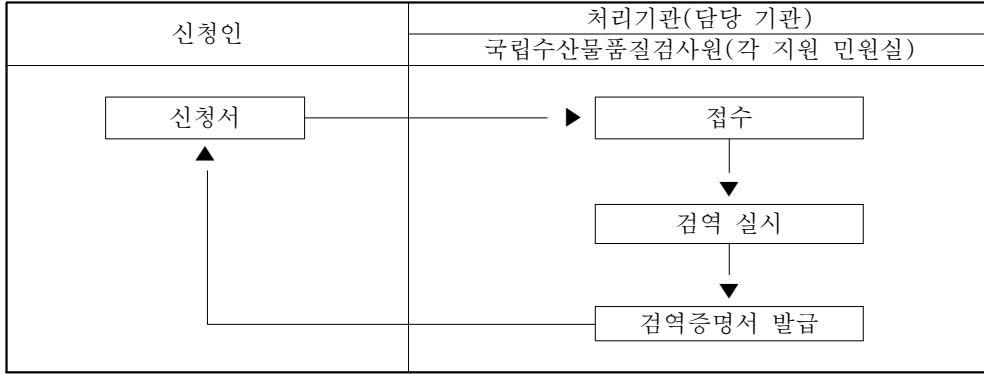 신청인
처리기관(담당 기관)
국립수산물품질검사원(각 지원 민원실)
신청서
접수
검역 실시
검역증명서 발급